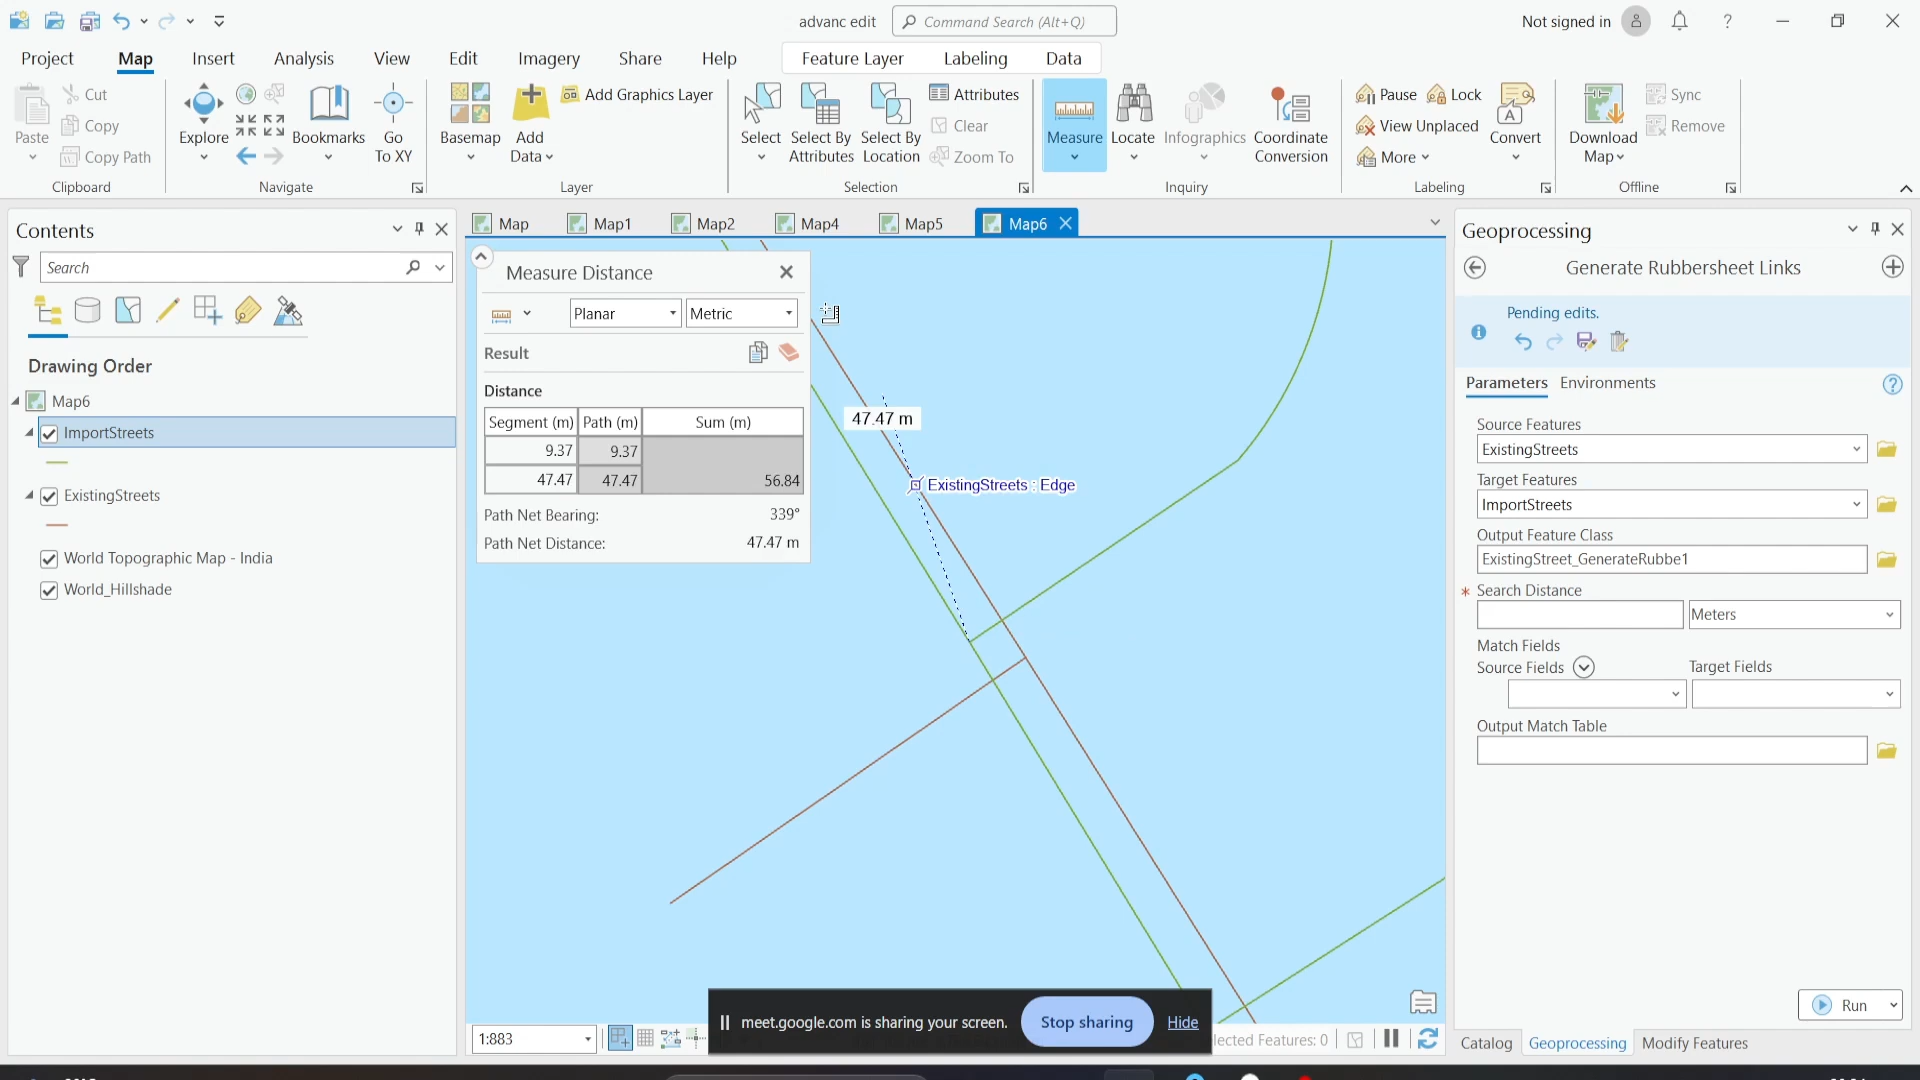 advanc edit
Command Search (Alt+Q)
Not signed in
Project
Map
Insert
Analysis
View
Edit
Imagery
Share
Help
Feature Layer
Labeling
Data
Paste
Cut
Copy
Copy Path
Clipboard
Explore
Bookmarks
Go
To XY
Navigate
Basemap
Add
Data
Add Graphics Layer
Layer
Select
Select By
Attributes
Select By
Location
Attributes
Clear
Zoom To
Selection
Measure
Locate
Infographics
Coordinate
Conversion
Inquiry
Pause
Lock
View Unplaced
More
Convert
Labeling
Download
Map
Sync
Remove
Offline
Contents
Search
Drawing Order
Map6
ImportStreets
ExistingStreets
World Topographic Map - India
World_Hillshade
Map
Map1
Map2
Map4
Map5
Map6
Measure Distance
Planar
Metric
Result
Distance
Segment (m) Path (m) Sum (m)
9.37 9.37
47.47 47.47 56.84
Path Net Bearing: 339°
Path Net Distance: 47.47 m
47.47 m
ExistingStreets : Edge
1:883
lected Features: 0
meet.google.com is sharing your screen.
Stop sharing
Hide
Geoprocessing
Generate Rubbersheet Links
Pending edits.
Parameters Environments
Source Features
ExistingStreets
Target Features
ImportStreets
Output Feature Class
ExistingStreet_GenerateRubbe1
* Search Distance
Meters
Match Fields
Source Fields
Target Fields
Output Match Table
Run
Catalog
Geoprocessing
Modify Features